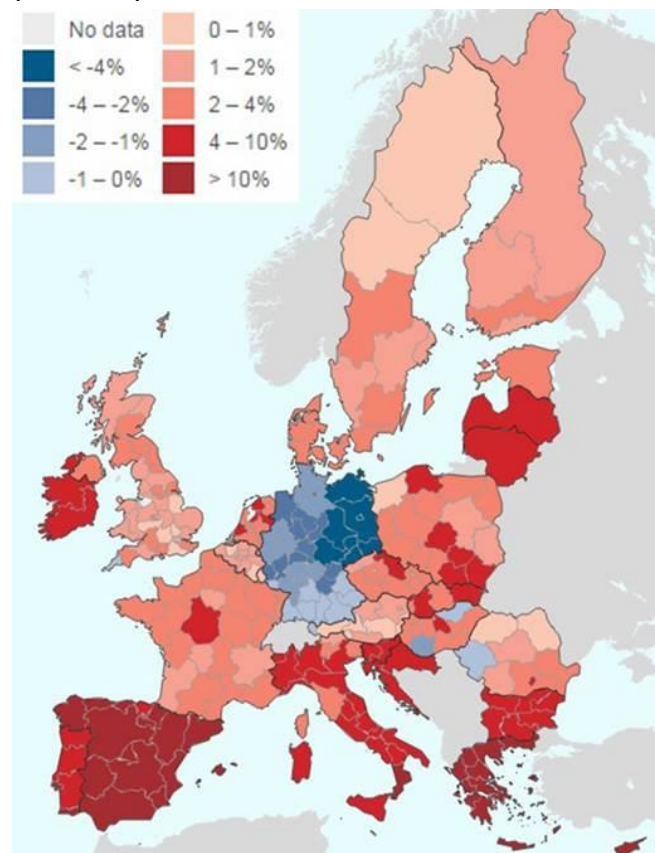 No data
< -4%
-4 – -2%
-2 – -1%
-1 – 0%
0 – 1%
1 – 2%
2 – 4%
4 – 10%
> 10%